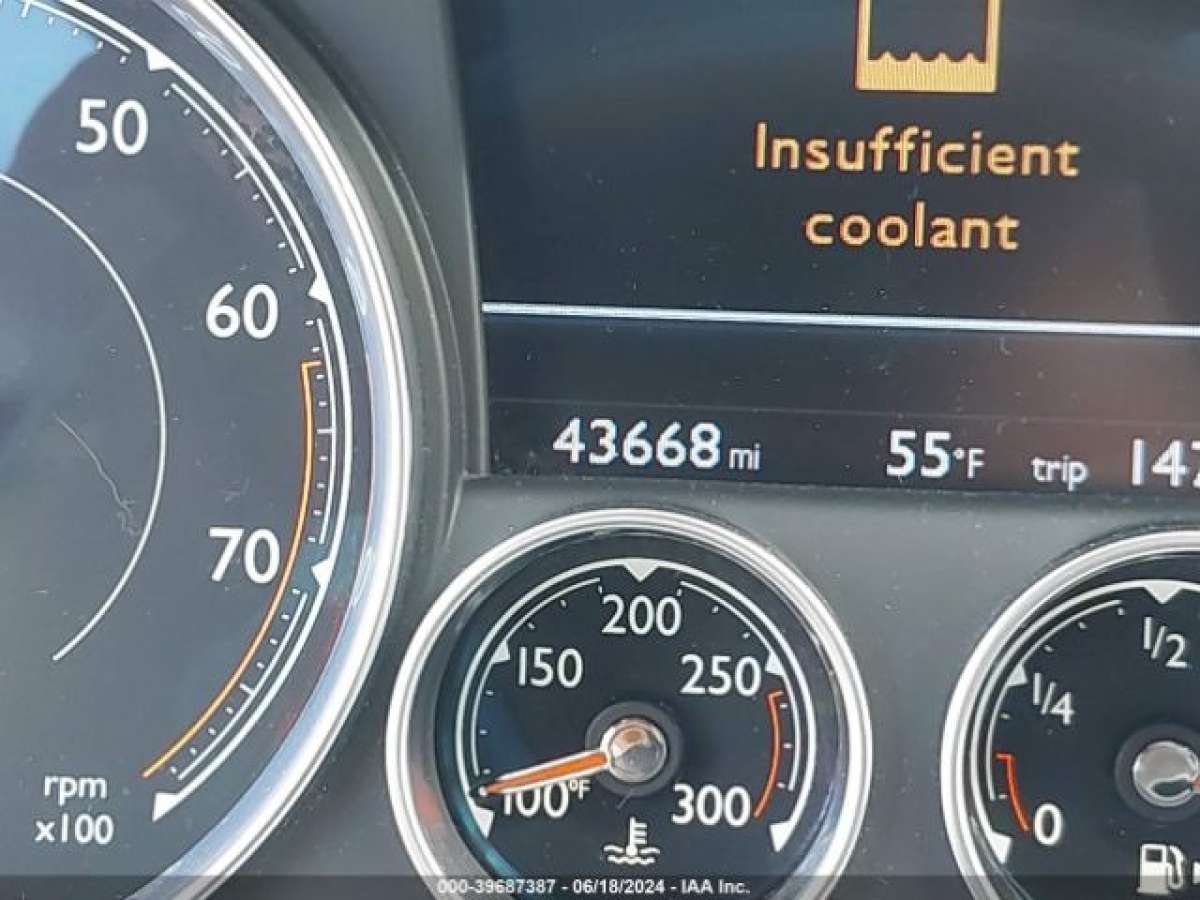 Insufficient
coolant
43668 mi 55°F trip 147
50
60
70
rpm
x100
200
150
250
100°F
300
1/2
1/4
0
000-39687387 - 06/18/2024 - IAA Inc.